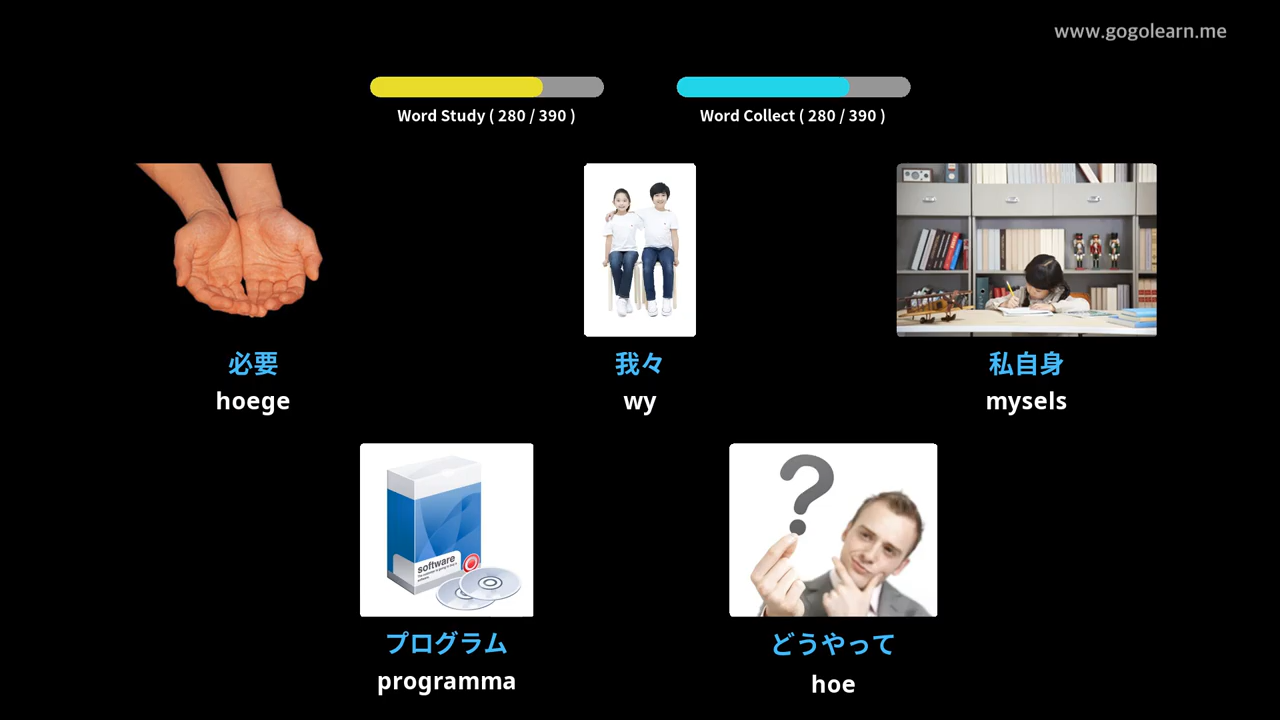 www.gogolearn.me
Word Study ( 280 / 390 )
Word Collect ( 280 / 390 )
必要
hoege
我々
wy
私自身
mysels
software
プログラム
programma
どうやって
hoe